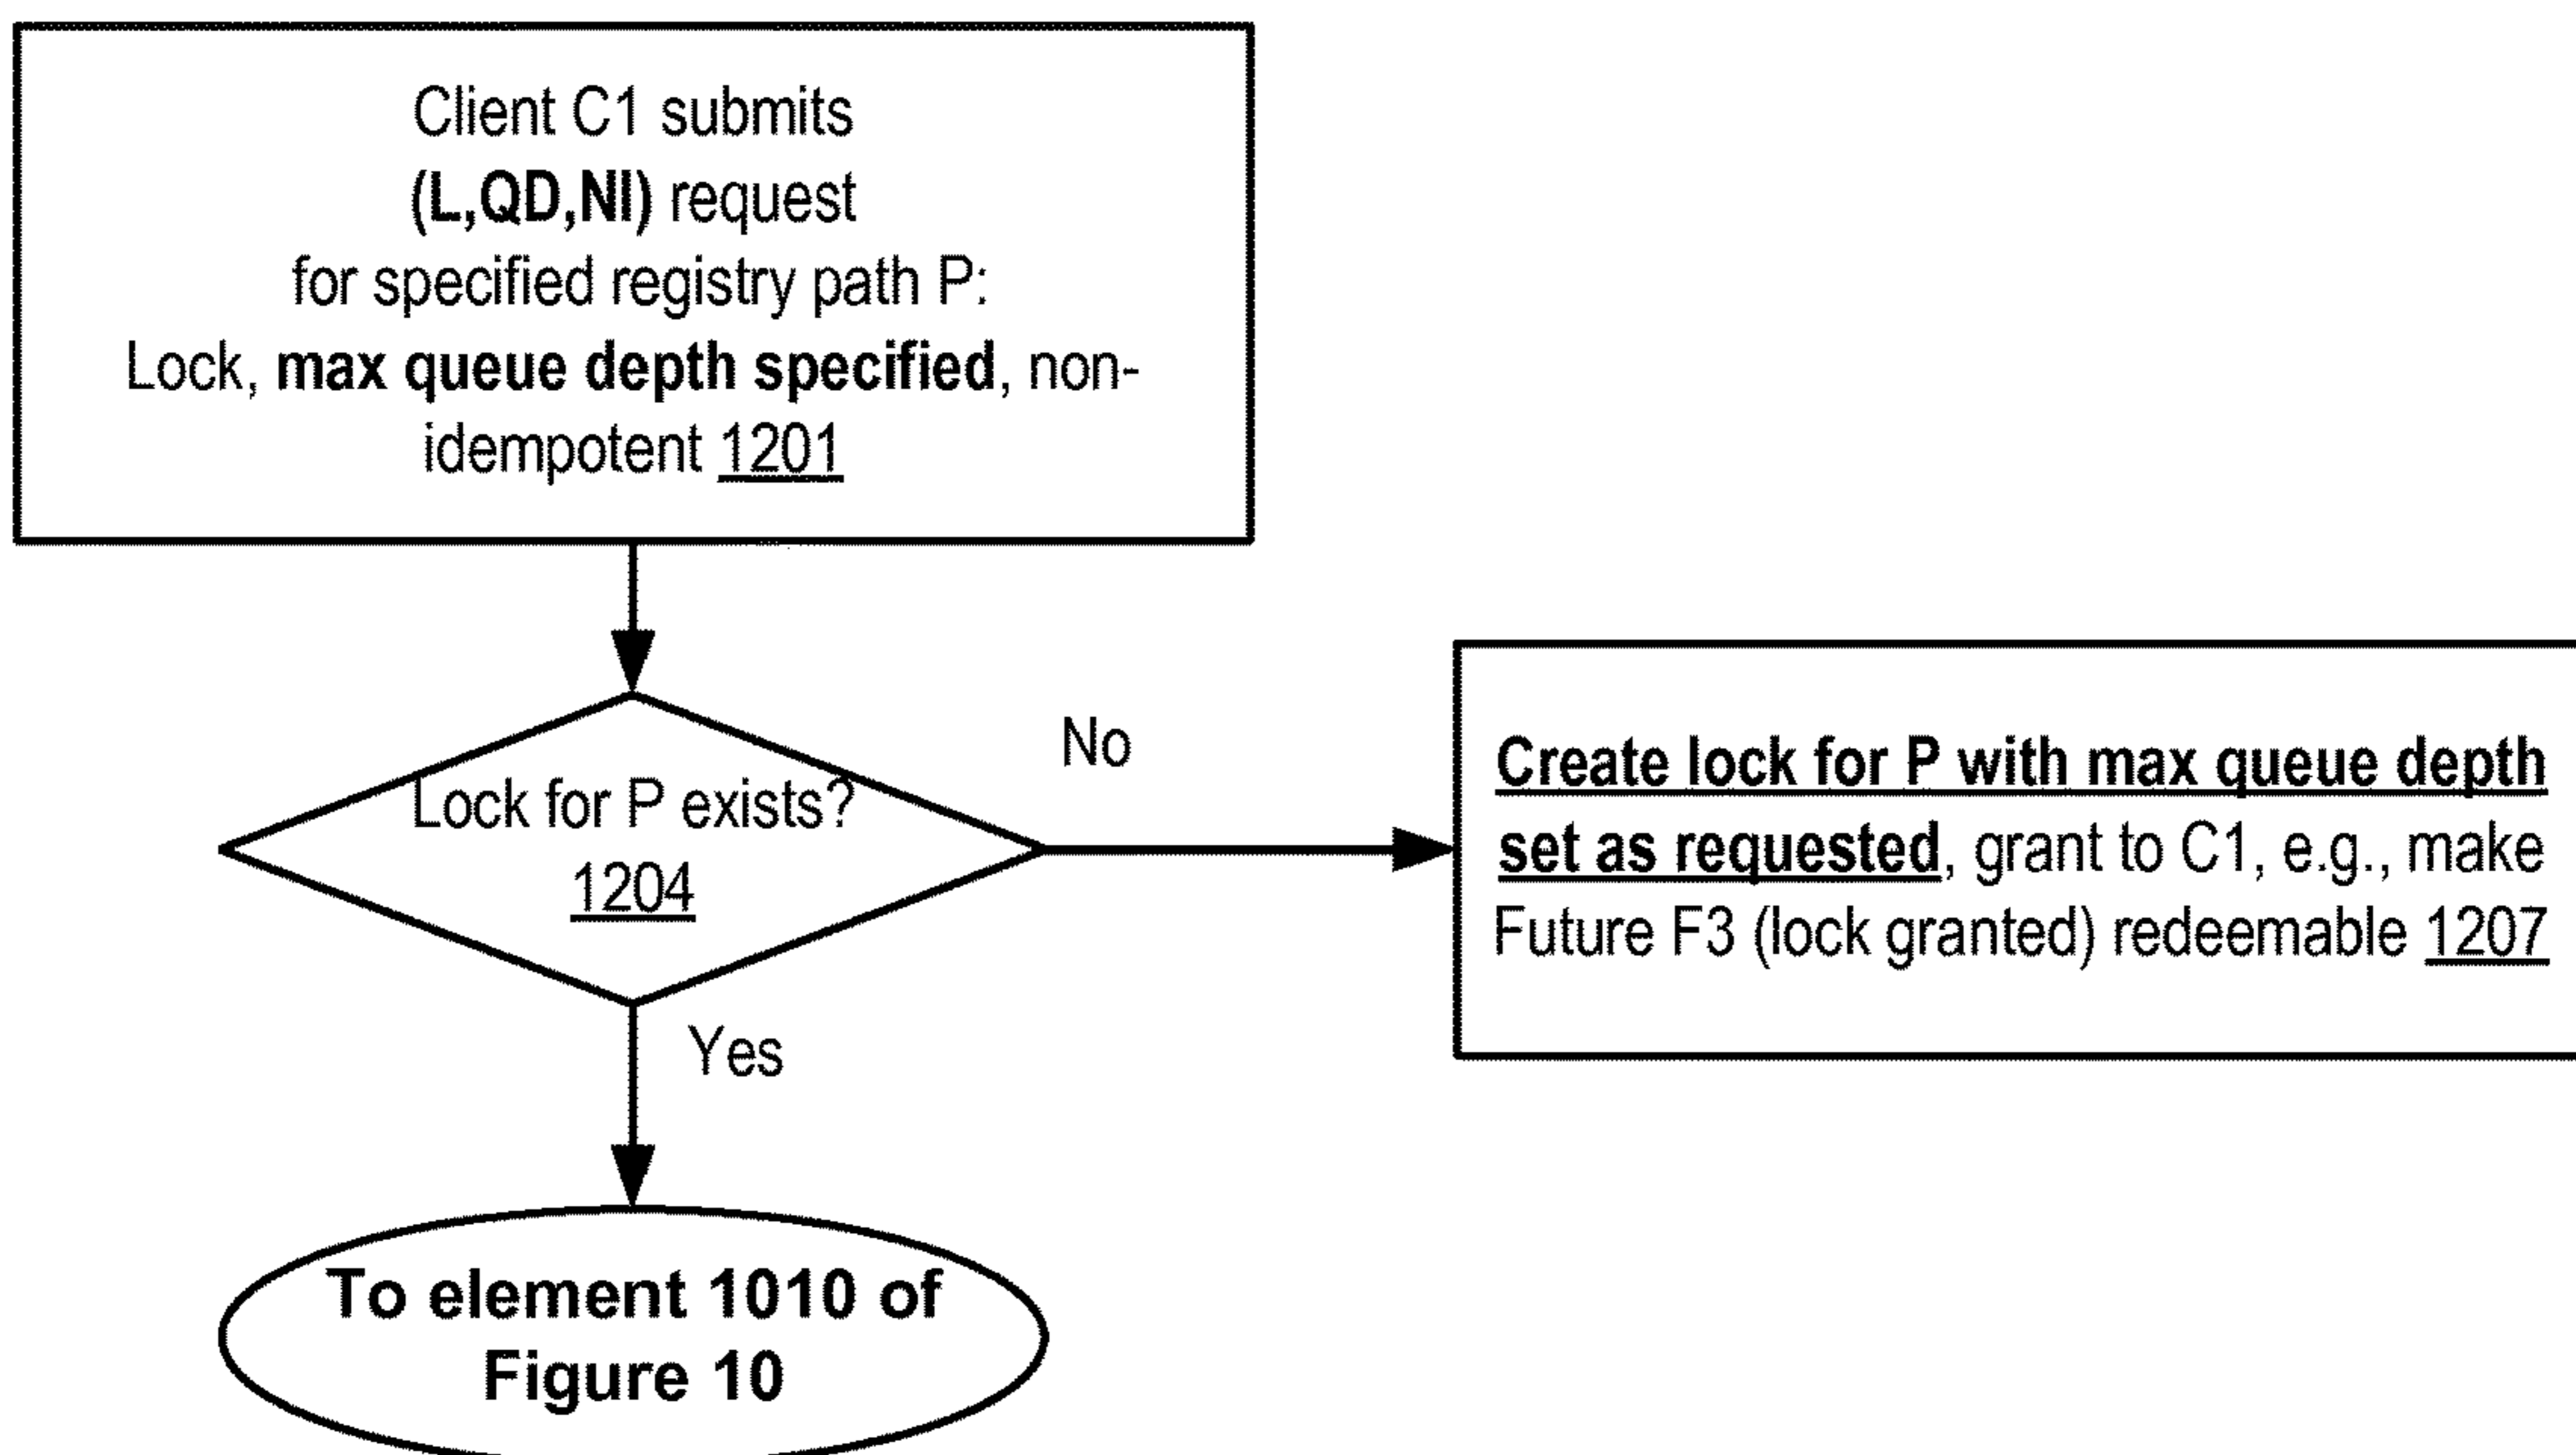 Client C1 submits
(L,QD,NI) request
for specified registry path P:
Lock, max queue depth specified, non-
idempotent 1201
Lock for P exists?
1204
No
Create lock for P with max queue depth
set as requested, grant to C1, e.g., make
Future F3 (lock granted) redeemable 1207
Yes
To element 1010 of
Figure 10